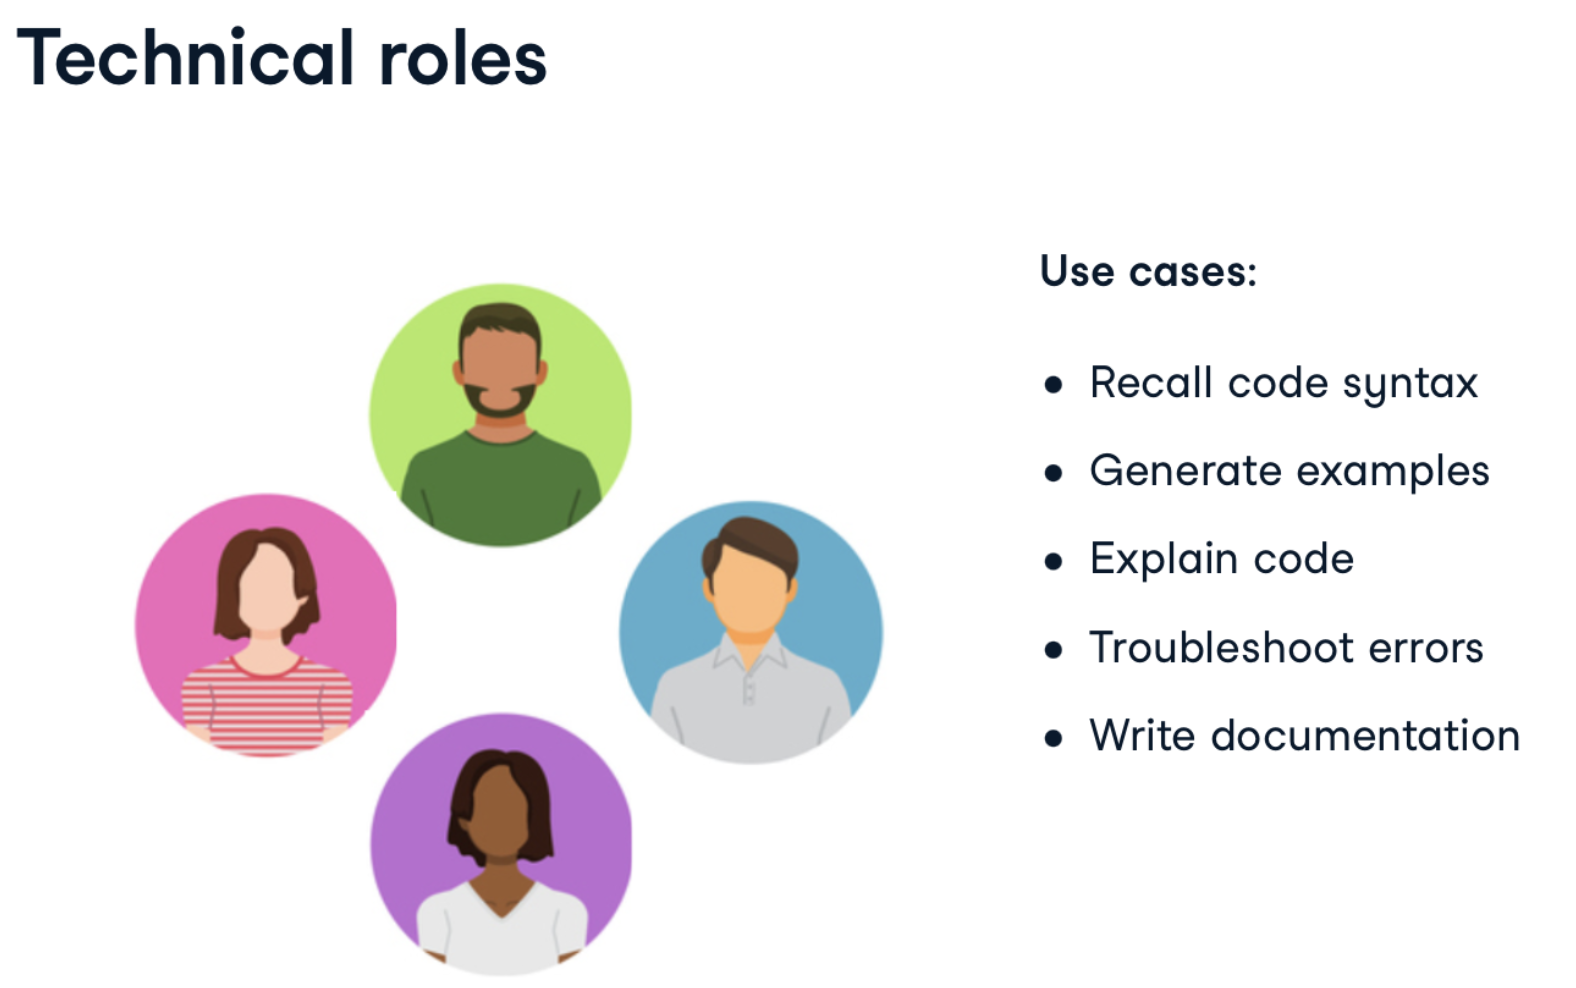 Technical roles
Use cases:
• Recall code syntax
• Generate examples
• Explain code
• Troubleshoot errors
• Write documentation